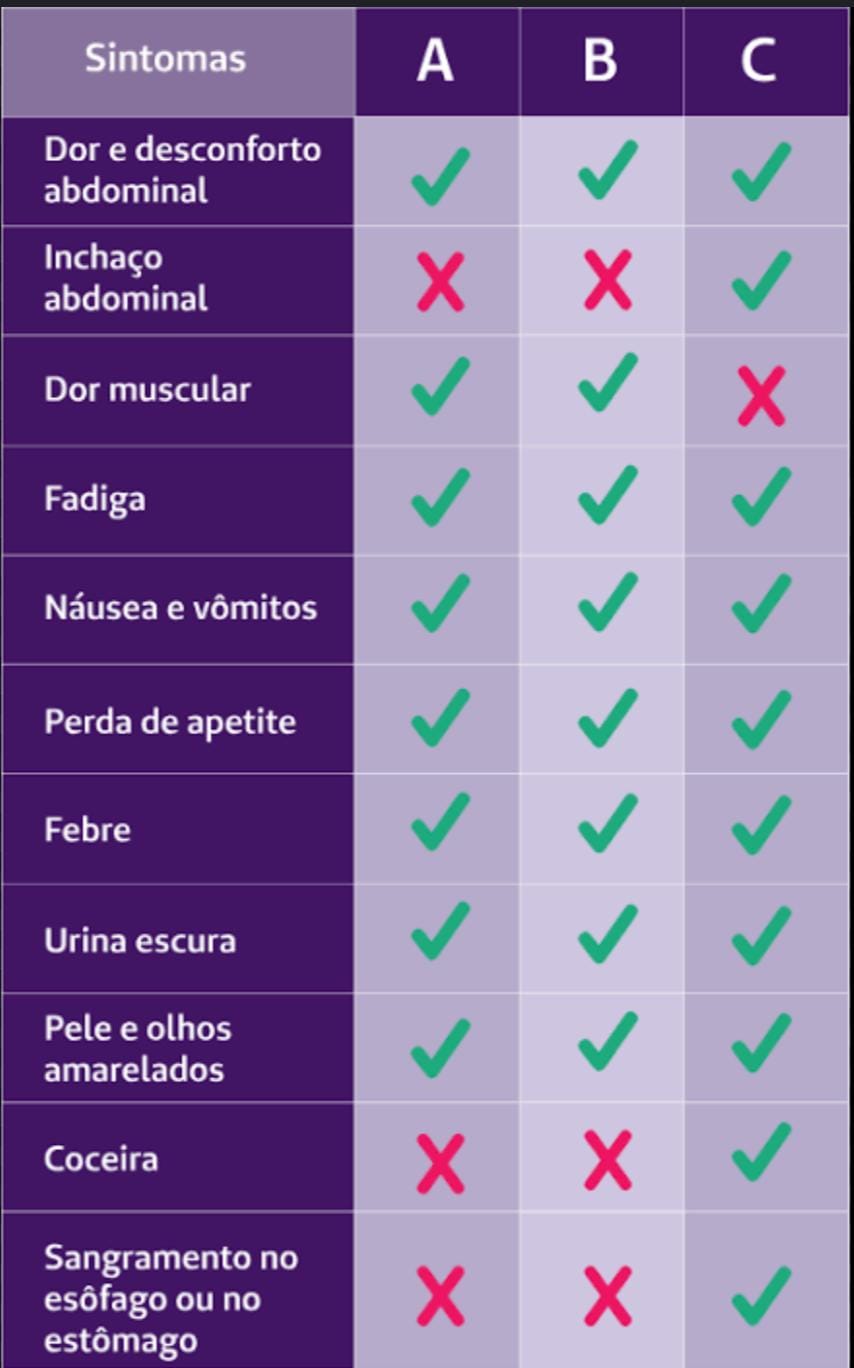 Sintomas A B C
Dor e desconforto
abdominal
Inchaço
abdominal
Dor muscular
Fadiga
Náusea e vômitos
Perda de apetite
Febre
Urina escura
Pele e olhos
amarelados
Coceira
Sangramento no
esôfago ou no
estômago